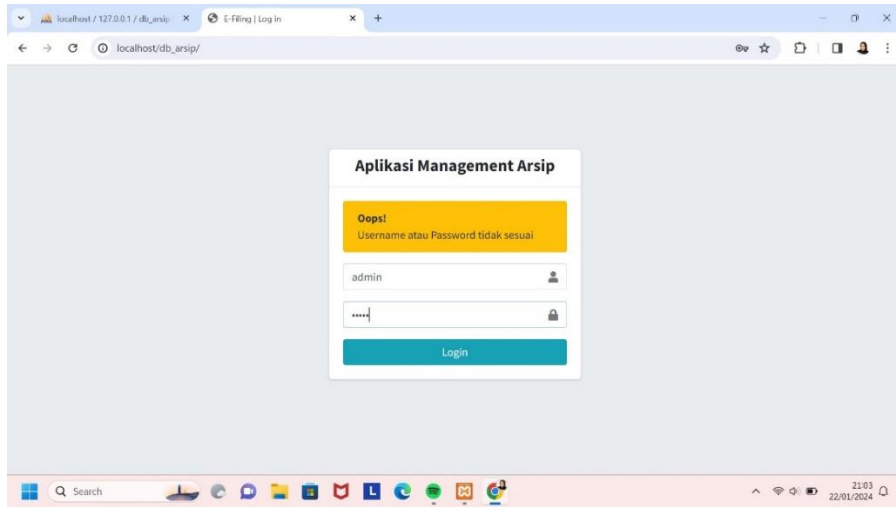 localhost / 127.0.0.1 / db_arsip
E-Filing | Log in
localhost/db_arsip/
Aplikasi Management Arsip
Oops!
Username atau Password tidak sesuai
admin
•••••
Login
Search
L
21:03
22/01/2024